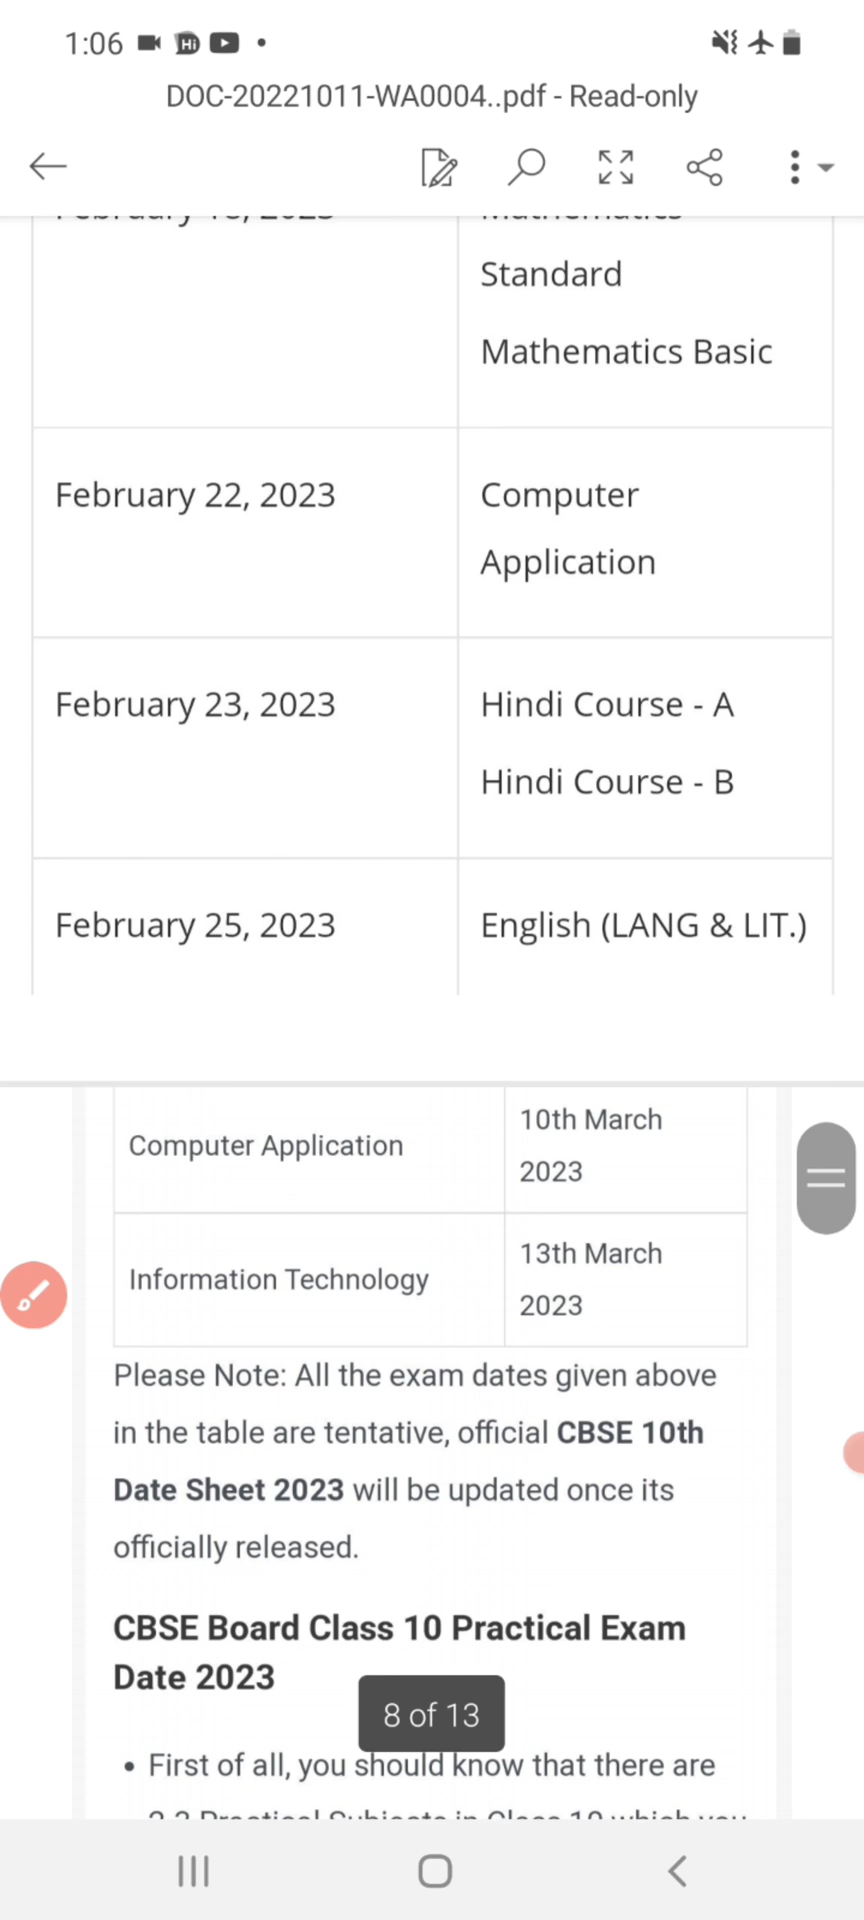 1:06
DOC-20221011-WA0004..pdf - Read-only
Standard
Mathematics Basic
February 22, 2023
Computer
Application
February 23, 2023
Hindi Course - A
Hindi Course - B
February 25, 2023
English (LANG & LIT.)
Computer Application
10th March
2023
Information Technology
13th March
2023
Please Note: All the exam dates given above
in the table are tentative, official CBSE 10th
Date Sheet 2023 will be updated once its
officially released.
CBSE Board Class 10 Practical Exam
Date 2023
8 of 13
• First of all, you should know that there are